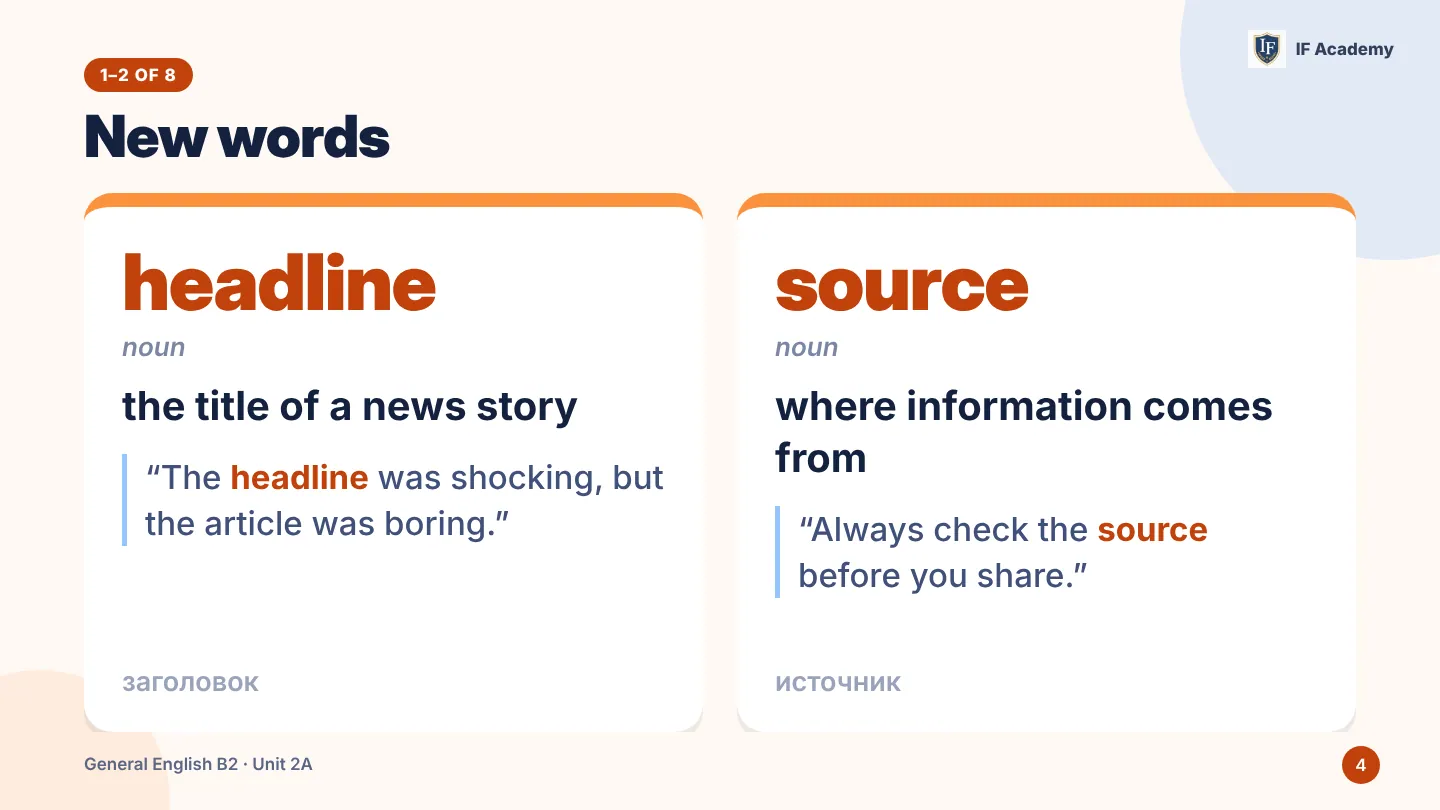 IF
IF Academy
1–2 OF 8
New words
headline
noun
the title of a news story
“The headline was shocking, but
the article was boring.”
заголовок
source
noun
where information comes
from
“Always check the source
before you share.”
источник
General English B2 · Unit 2A
4